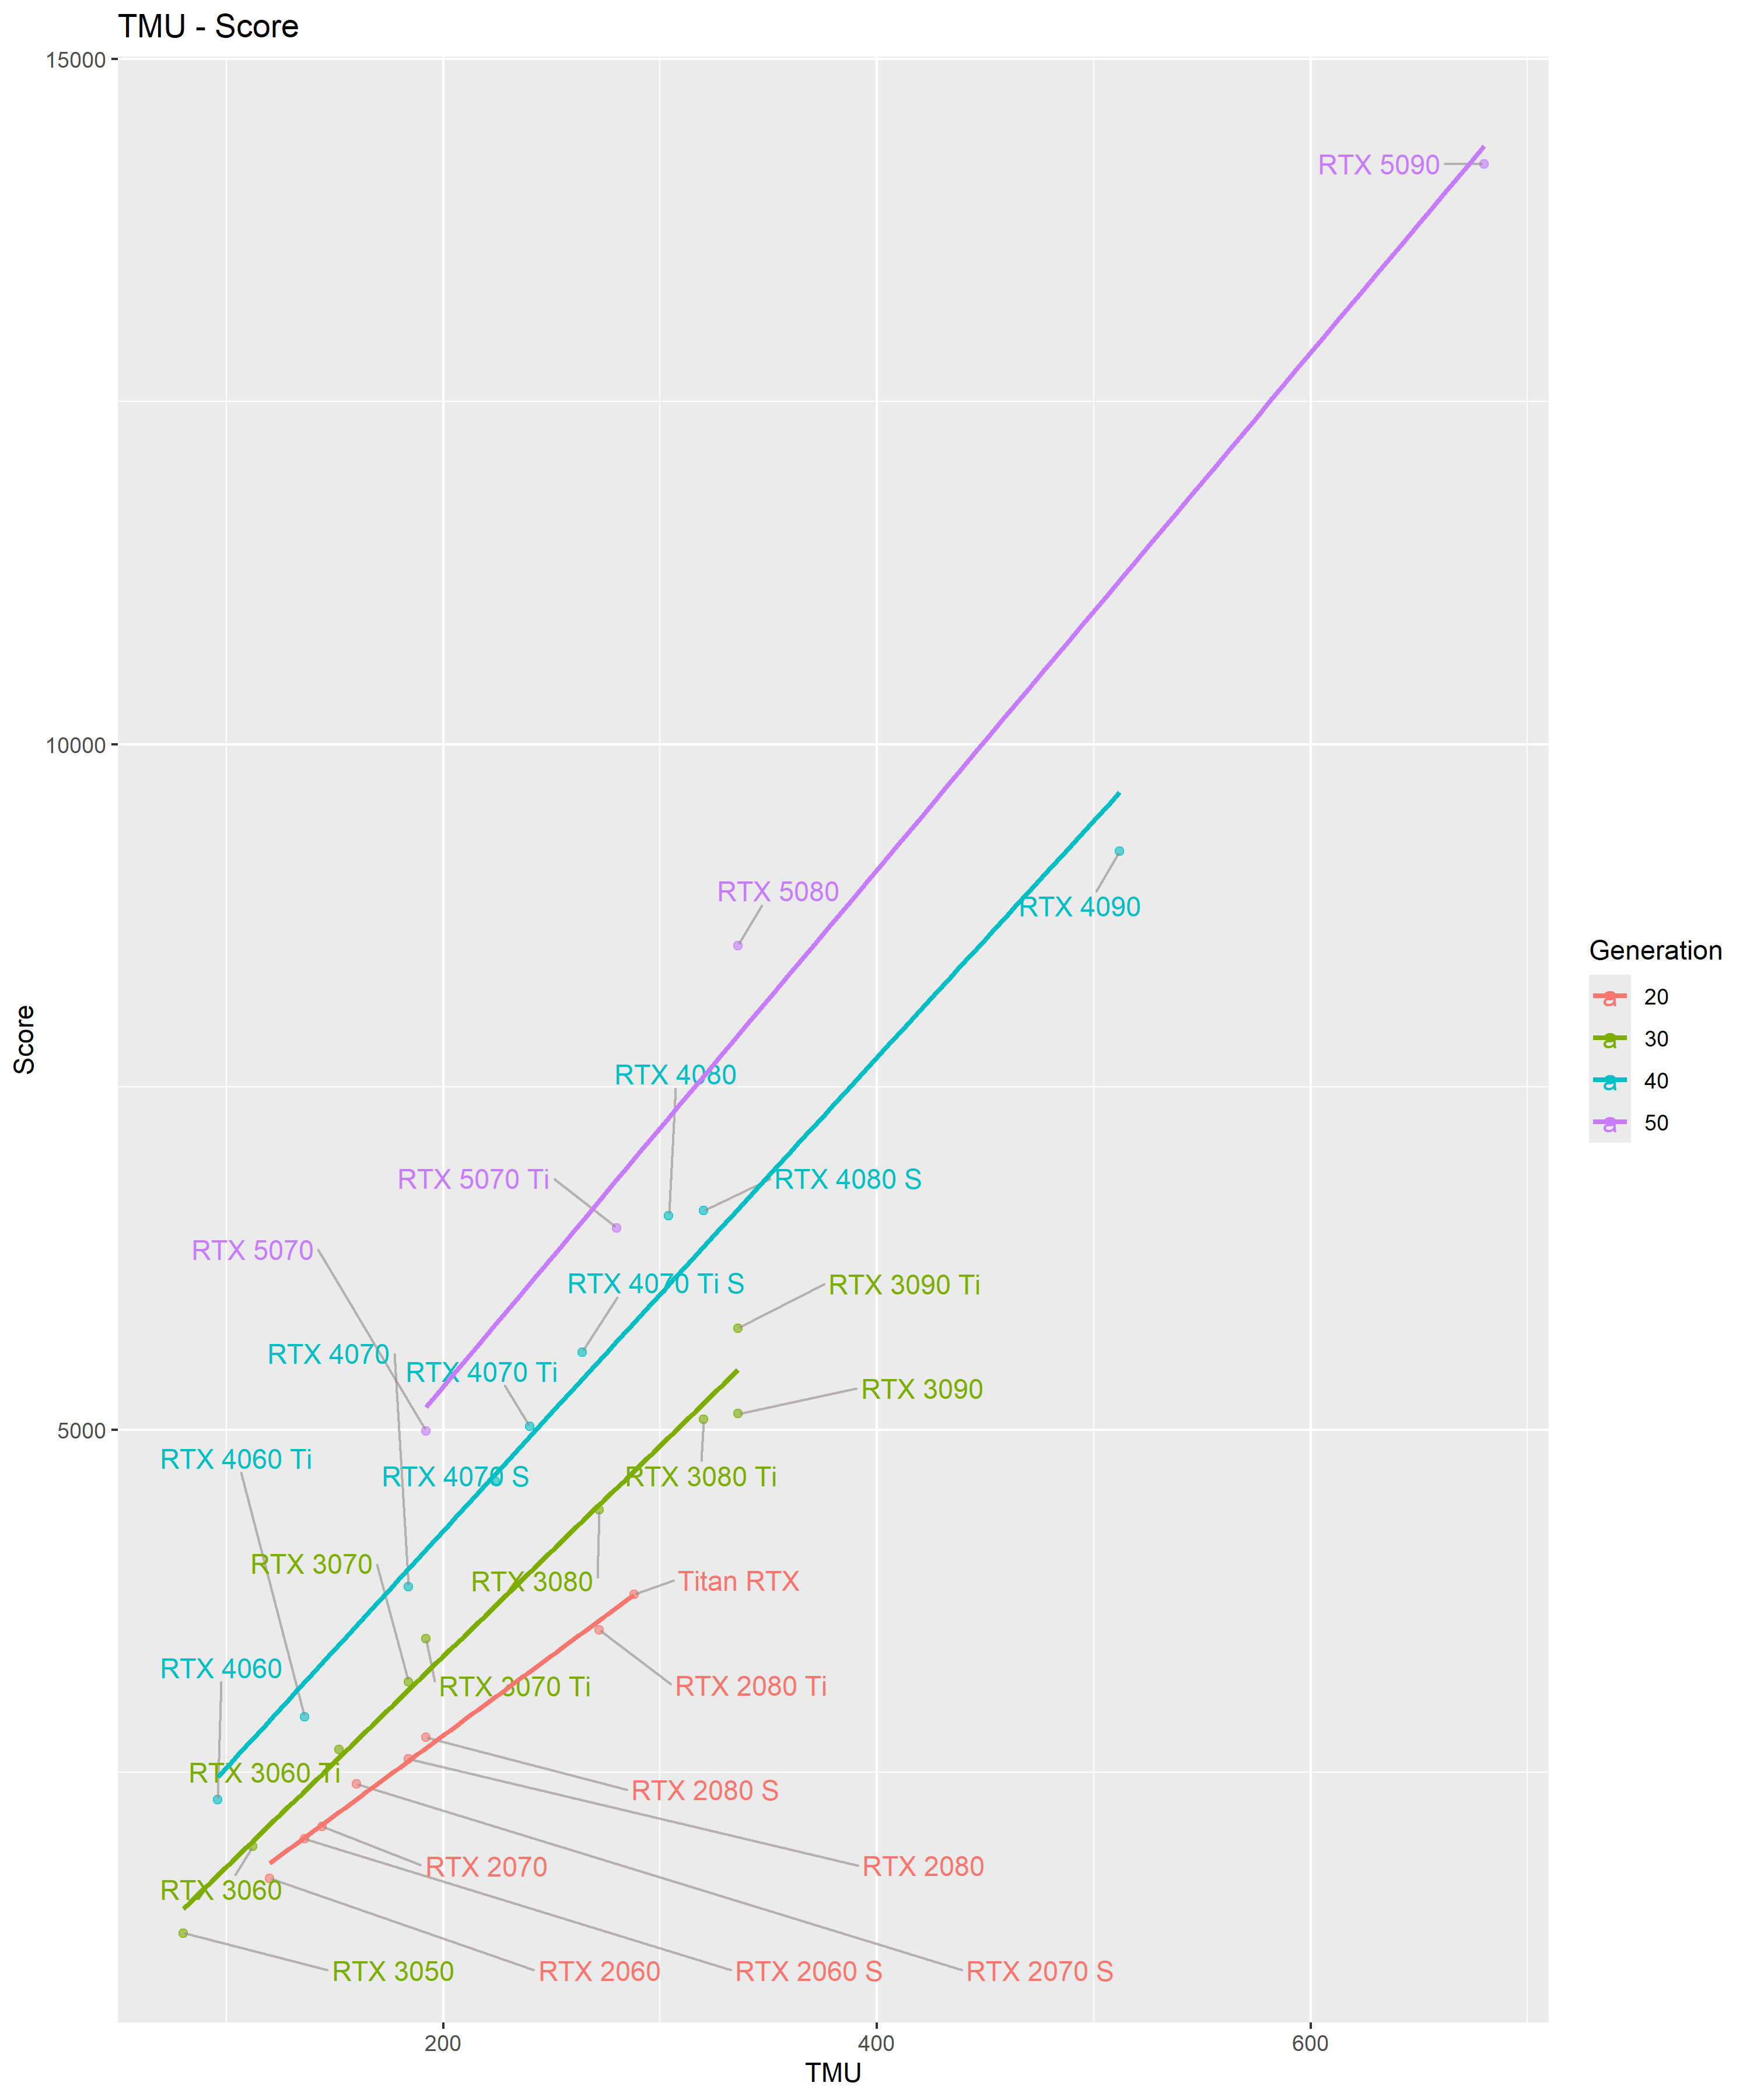 TMU - Score
15000
RTX 5090
10000
RTX 5080
RTX 4090
Generation
20
30
40
50
a
a
a
a
Score
RTX 4080
RTX 5070 Ti
RTX 4080 S
RTX 5070
RTX 4070 Ti S
RTX 3090 Ti
RTX 4070
RTX 4070 Ti
RTX 3090
5000
RTX 4060 Ti
RTX 4070 S
RTX 3080 Ti
RTX 3070
RTX 3080
Titan RTX
RTX 4060
RTX 3070 Ti
RTX 2080 Ti
RTX 3060 Ti
RTX 2080 S
RTX 2070
RTX 2080
RTX 3060
RTX 3050
RTX 2060
RTX 2060 S
RTX 2070 S
200
400
600
TMU